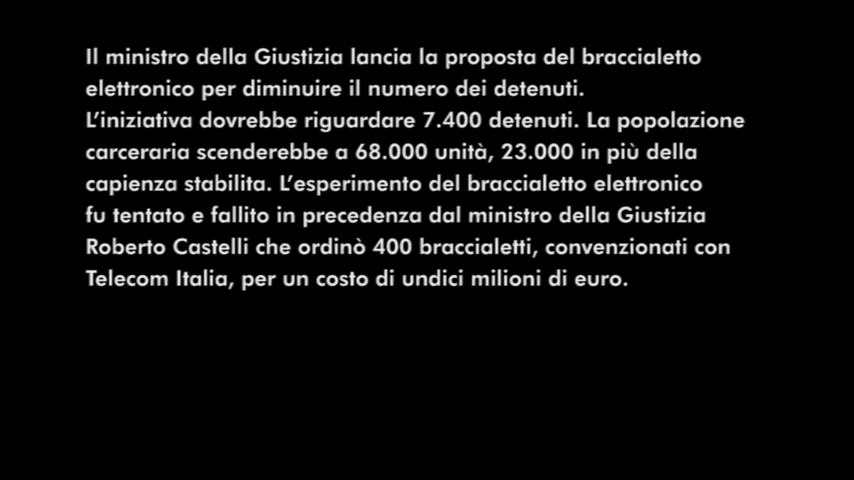 Il ministro della Giustizia lancia la proposta del braccialetto
elettronico per diminuire il numero dei detenuti.
L’iniziativa dovrebbe riguardare 7.400 detenuti. La popolazione
carceraria scenderebbe a 68.000 unità, 23.000 in più della
capienza stabilita. L’esperimento del braccialetto elettronico
fu tentato e fallito in precedenza dal ministro della Giustizia
Roberto Castelli che ordinò 400 braccialetti, convenzionati con
Telecom Italia, per un costo di undici milioni di euro.